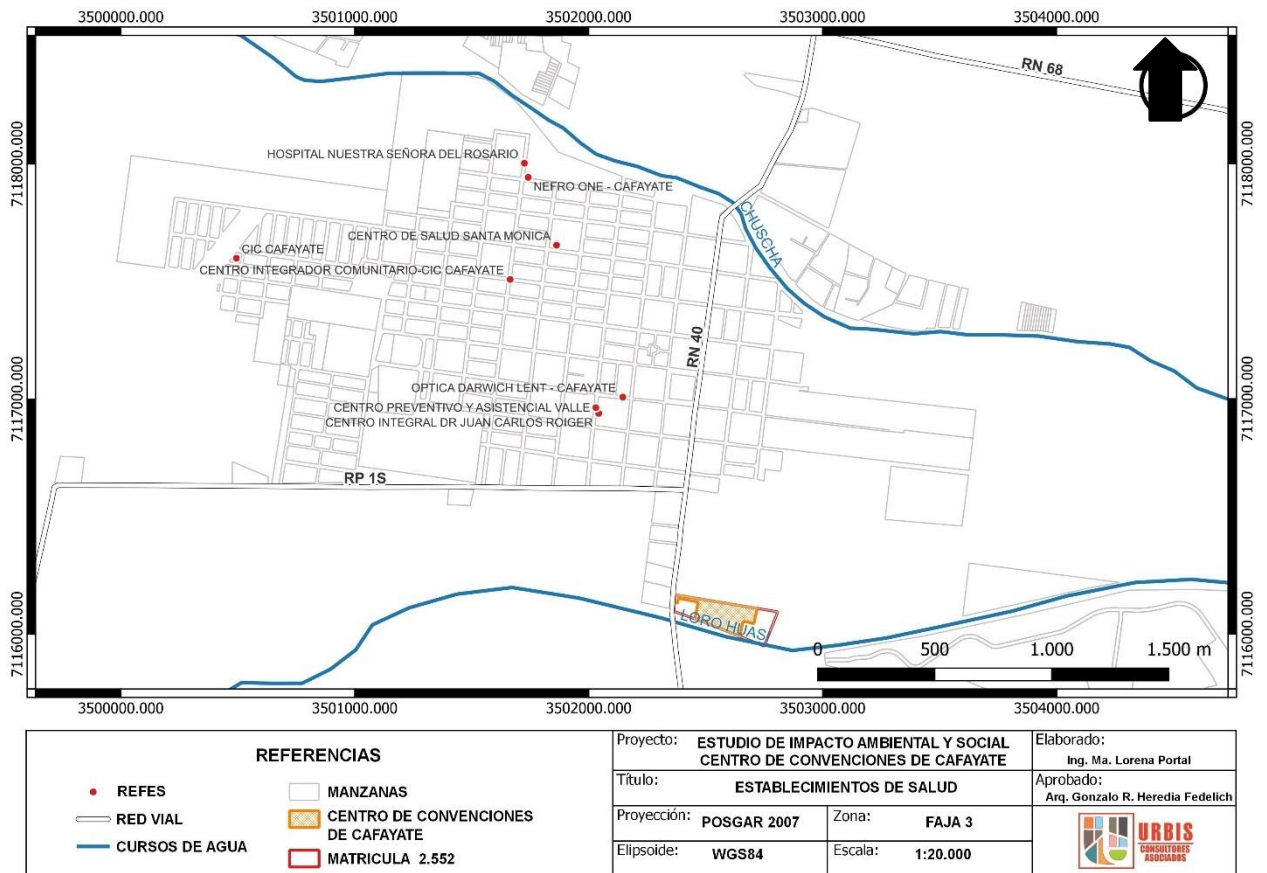 3500000.000
3501000.000
3502000.000
3503000.000
3504000.000
RN 68
7118000.000
7118000.000
HOSPITAL NUESTRA SEÑORA DEL ROSARIO
NEFRO ONE - CAFAYATE
CHUSCHA
CENTRO DE SALUD SANTA MONICA
CIC CAFAYATE
CENTRO INTEGRADOR COMUNITARIO-CIC CAFAYATE
RN 40
7117000.000
7117000.000
OPTICA DARWICH LENT - CAFAYATE
CENTRO PREVENTIVO Y ASISTENCIAL VALLE
CENTRO INTEGRAL DR JUAN CARLOS ROIGER
RP 1S
7116000.000
7116000.000
LORO HUASI
0
500
1.000
1.500 m
3500000.000
3501000.000
3502000.000
3503000.000
3504000.000
REFERENCIAS
REFES
RED VIAL
CURSOS DE AGUA
MANZANAS
CENTRO DE CONVENCIONES
DE CAFAYATE
MATRICULA 2.552
Proyecto: ESTUDIO DE IMPACTO AMBIENTAL Y SOCIAL
CENTRO DE CONVENCIONES DE CAFAYATE
Título: ESTABLECIMIENTOS DE SALUD
Proyección: POSGAR 2007
Zona: FAJA 3
Elipsoide: WGS84
Escala: 1:20.000
Elaborado:
Ing. Ma. Lorena Portal
Aprobado:
Arq. Gonzalo R. Heredia Fedelich
URBIS
CONSULTORES
ASOCIADOS